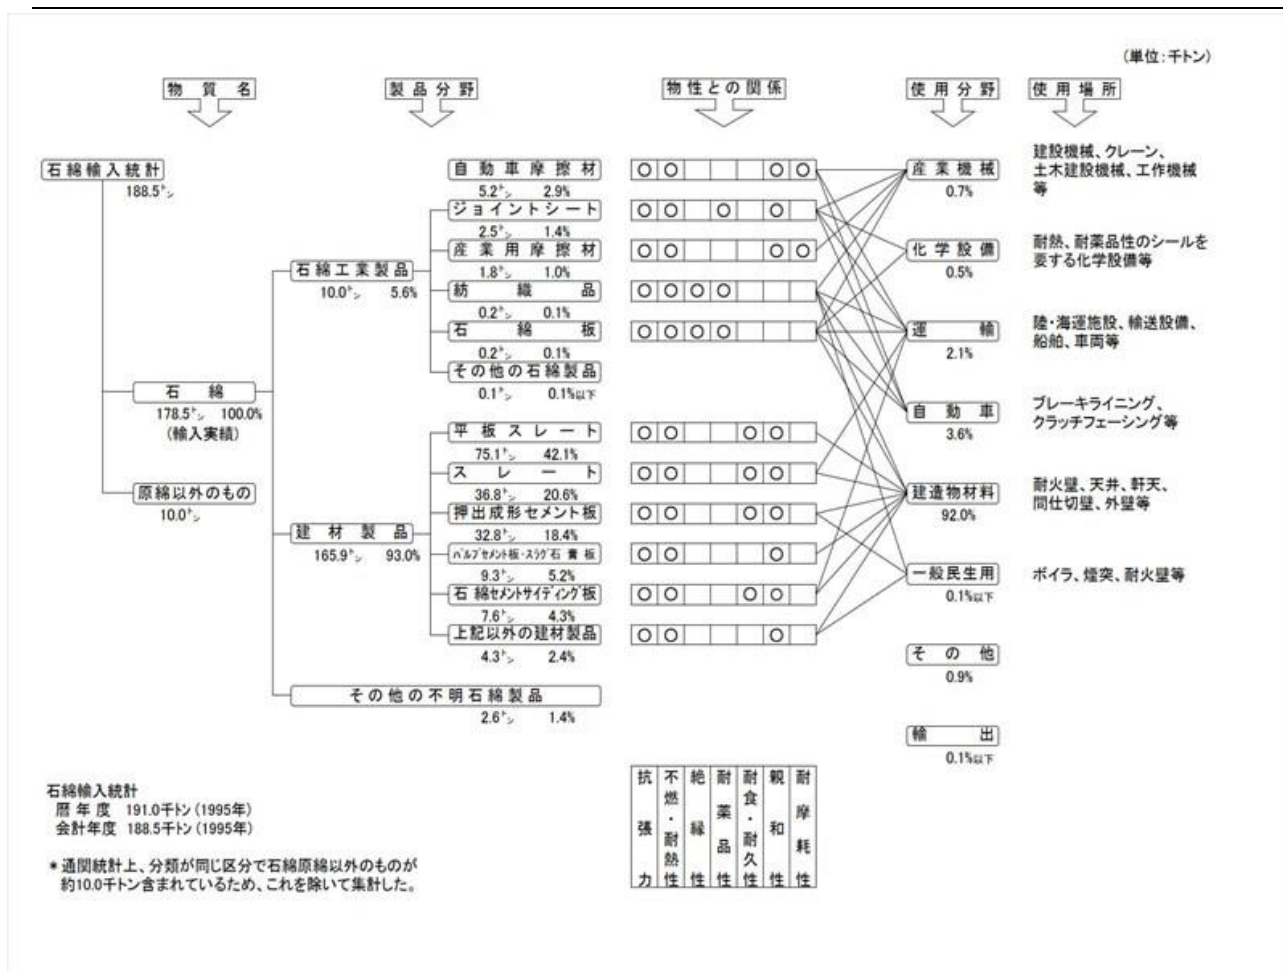 (単位:千トン)
物質名 製品分野 物性との関係 使用分野 使用場所
石綿輸入統計
188.5トン
石綿
178.5トン 100.0%
(輸入実績)
原綿以外のもの
10.0トン
石綿工業製品
10.0トン 5.6%
建材製品
165.9トン 93.0%
自動車摩擦材
5.2トン 2.9%
ジョイントシート
2.5トン 1.4%
産業用摩擦材
1.8トン 1.0%
紡織品
0.2トン 0.1%
石綿板
0.2トン 0.1%
その他の石綿製品
0.1トン 0.1%以下
平板スレート
75.1トン 42.1%
スレート
36.8トン 20.6%
押出成形セメント板
32.8トン 18.4%
パルプセメント板・スラグ石膏板
9.3トン 5.2%
石綿セメントサイディング板
7.6トン 4.3%
上記以外の建材製品
4.3トン 2.4%
その他の不明石綿製品
2.6トン 1.4%
○○○○
○○○○
○○○○
○○○○
○○○○
○○○○
○○○○
○○○○
○○○
○○○○
○○○
抗張力
不燃・耐熱性
絶縁性
耐薬品性
耐食・耐久性
親和性
耐摩耗性
産業機械
0.7%
化学設備
0.5%
運輸
2.1%
自動車
3.6%
建造物材料
92.0%
一般民生用
0.1%以下
その他
0.9%
輸出
0.1%以下
建設機械、クレーン、
土木建設機械、工作機械
等
耐熱、耐薬品性のシールを
要する化学設備等
陸・海運施設、輸送設備、
船舶、車両等
ブレーキライニング、
クラッチフェーシング等
耐火壁、天井、軒天、
間仕切壁、外壁等
ボイラ、煙突、耐火壁等
石綿輸入統計
暦年度 191.0千トン(1995年)
会計年度 188.5千トン(1995年)
*通関統計上、分類が同じ区分で石綿原綿以外のものが
約10.0千トン含まれているため、これを除いて集計した。